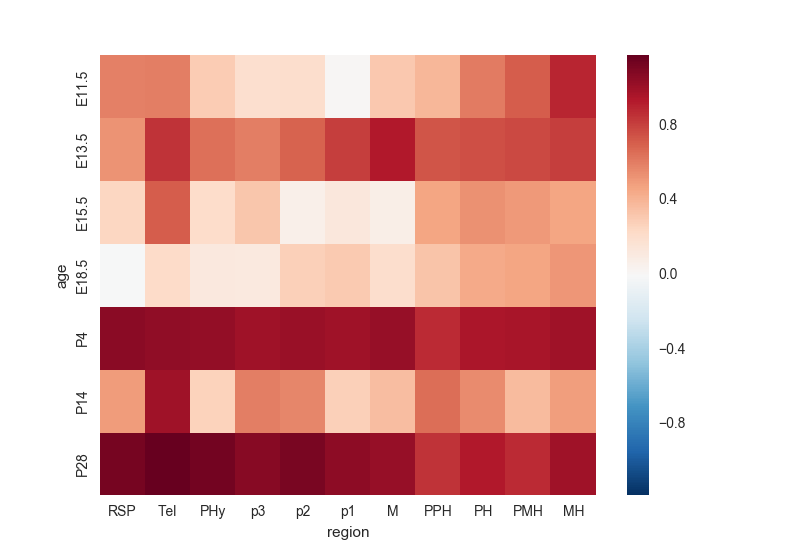 E11.5
E13.5
E15.5
E18.5
P4
P14
P28
age
RSP Tel PHy p3 p2 p1 M PPH PH PMH MH
region
0.8
0.4
0.0
−0.4
−0.8